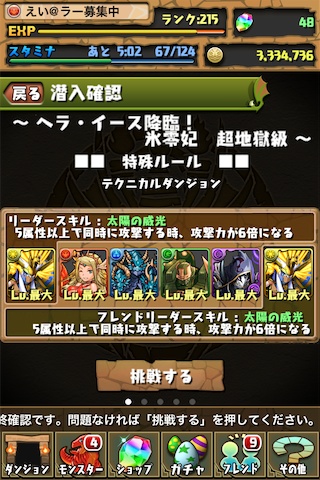 えい@ラー募集中
ランク:215
48
EXP
スタミナ あと 5:02 67/124
3,334,736
戻る 潜入確認
～ ヘラ・イース降臨！
氷零妃 超地獄級 ～
■■ 特殊ルール ■■
テクニカルダンジョン
リーダースキル：太陽の威光
5属性以上で同時に攻撃する時、攻撃力が6倍になる
Lv.最大 Lv.最大 Lv.最大 Lv.最大 Lv.最大 Lv.最大
フレンドリーダースキル：太陽の威光
5属性以上で同時に攻撃する時、攻撃力が6倍になる
挑戦する
終確認です。問題なければ「挑戦する」を押してください。
4 9
ダンジョン モンスター ショップ ガチャ フレンド その他